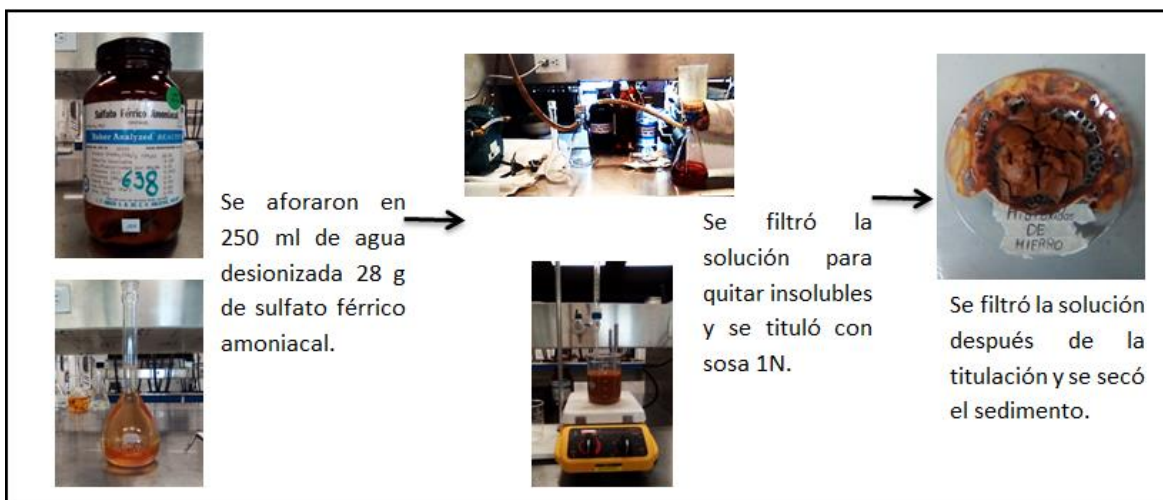 Sulfato Férrico Amoniacal
Baker Analyzed REACTIVO
638
Se aforaron en
250 ml de agua
desionizada 28 g
de sulfato férrico
amoniacal.
Se filtró la
solución para
quitar insolubles
y se tituló con
sosa 1N.
HIDROXIDOS
DE
HIERRO
Se filtró la solución
después de la
titulación y se secó
el sedimento.